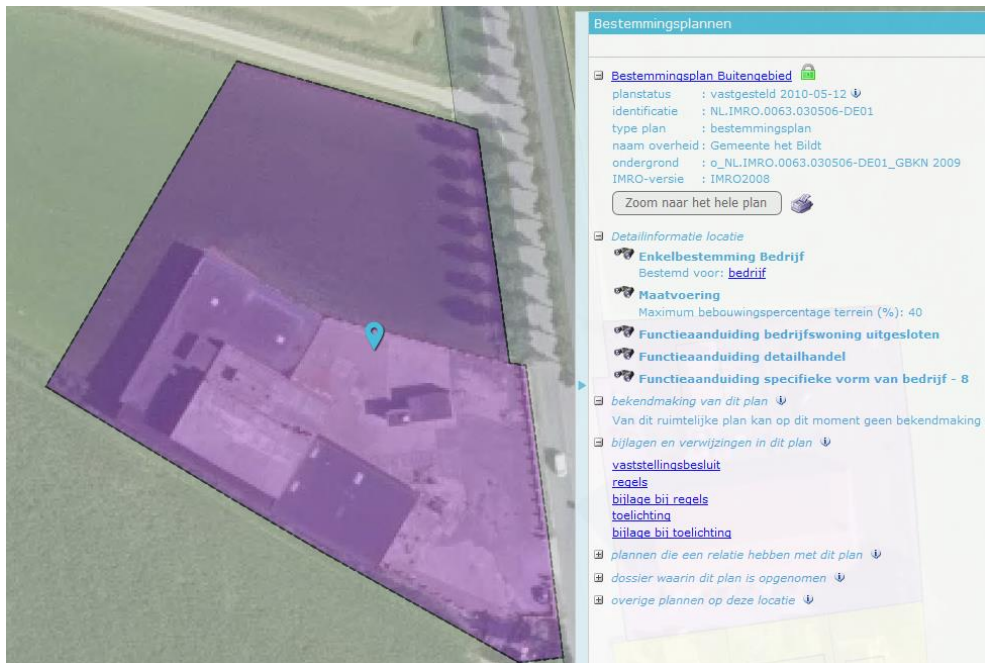 Bestemmingsplannen
Bestemmingsplan Buitengebied
planstatus : vastgesteld 2010-05-12
identificatie : NL.IMRO.0063.030506-DE01
type plan : bestemmingsplan
naam overheid : Gemeente het Bildt
ondergrond : o_NL.IMRO.0063.030506-DE01_GBKN 2009
IMRO-versie : IMRO2008
Zoom naar het hele plan
Detailinformatie locatie
Enkelbestemming Bedrijf
Bestemd voor: bedrijf
Maatvoering
Maximum bebouwingspercentage terrein (%): 40
Functieaanduiding bedrijfswoning uitgesloten
Functieaanduiding detailhandel
Functieaanduiding specifieke vorm van bedrijf - 8
bekendmaking van dit plan
Van dit ruimtelijke plan kan op dit moment geen bekendmaking
bijlagen en verwijzingen in dit plan
vaststellingsbesluit
regels
bijlage bij regels
toelichting
bijlage bij toelichting
plannen die een relatie hebben met dit plan
dossier waarin dit plan is opgenomen
overige plannen op deze locatie